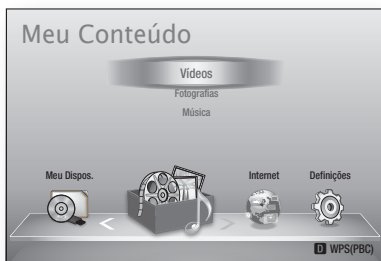 Meu Conteúdo
Vídeos
Fotografias
Música
Meu Dispos.
Internet
Definições
D WPS(PBC)